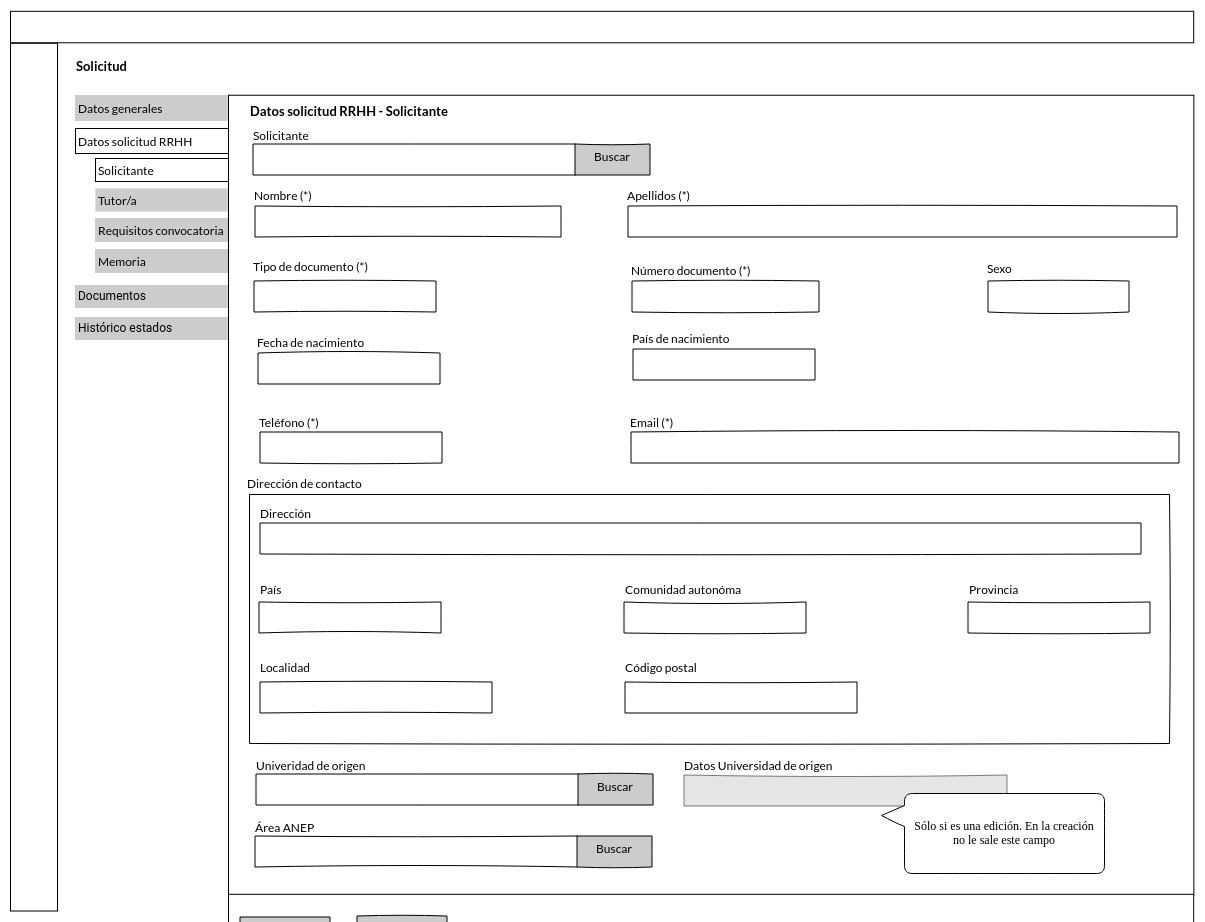 Solicitud
Datos generales
Datos solicitud RRHH
Solicitante
Tutor/a
Requisitos convocatoria
Memoria
Documentos
Histórico estados
Datos solicitud RRHH - Solicitante
Solicitante
Buscar
Nombre (*)
Apellidos (*)
Tipo de documento (*)
Número documento (*)
Sexo
Fecha de nacimiento
País de nacimiento
Teléfono (*)
Email (*)
Dirección de contacto
Dirección
País
Comunidad autonóma
Provincia
Localidad
Código postal
Univeridad de origen
Buscar
Datos Universidad de origen
Sólo si es una edición. En la creación
no le sale este campo
Área ANEP
Buscar